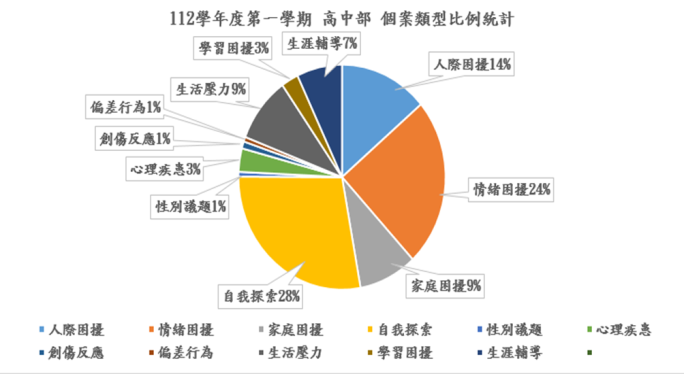 112學年度第一學期 高中部 個案類型比例統計
生涯輔導7%
學習困擾3%
人際困擾14%
生活壓力9%
偏差行為1%
創傷反應1%
心理疾患3%
情緒困擾24%
性別議題1%
家庭困擾9%
自我探索28%
人際困擾 情緒困擾 家庭困擾 自我探索 性別議題 心理疾患
創傷反應 偏差行為 生活壓力 學習困擾 生涯輔導